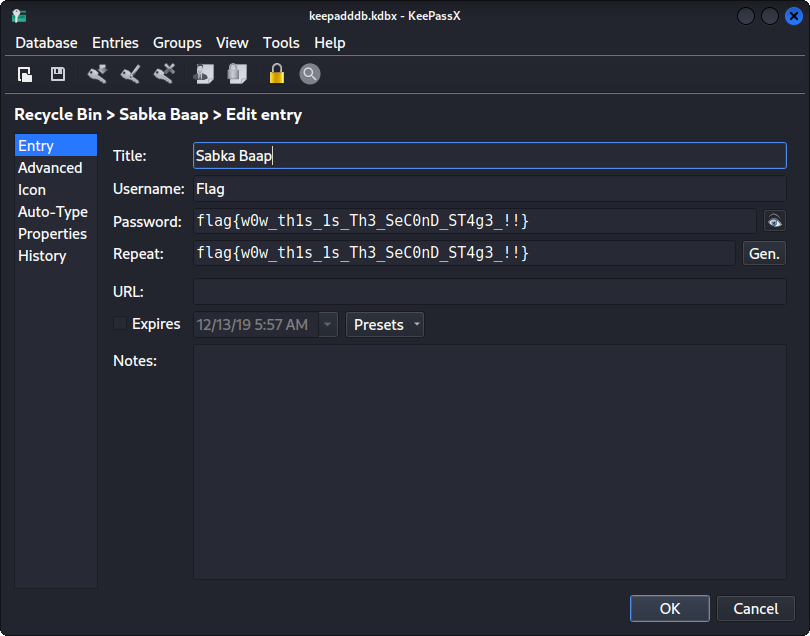 keepadddb.kdbx - KeePassX
Database Entries Groups View Tools Help
Recycle Bin > Sabka Baap > Edit entry
Entry
Advanced
Icon
Auto-Type
Properties
History
Title: Sabka Baap
Username: Flag
Password: flag{w0w_th1s_1s_Th3_SeC0nD_ST4g3_!!}
Repeat: flag{w0w_th1s_1s_Th3_SeC0nD_ST4g3_!!} Gen.
URL:
Expires 12/13/19 5:57 AM Presets
Notes:
OK Cancel